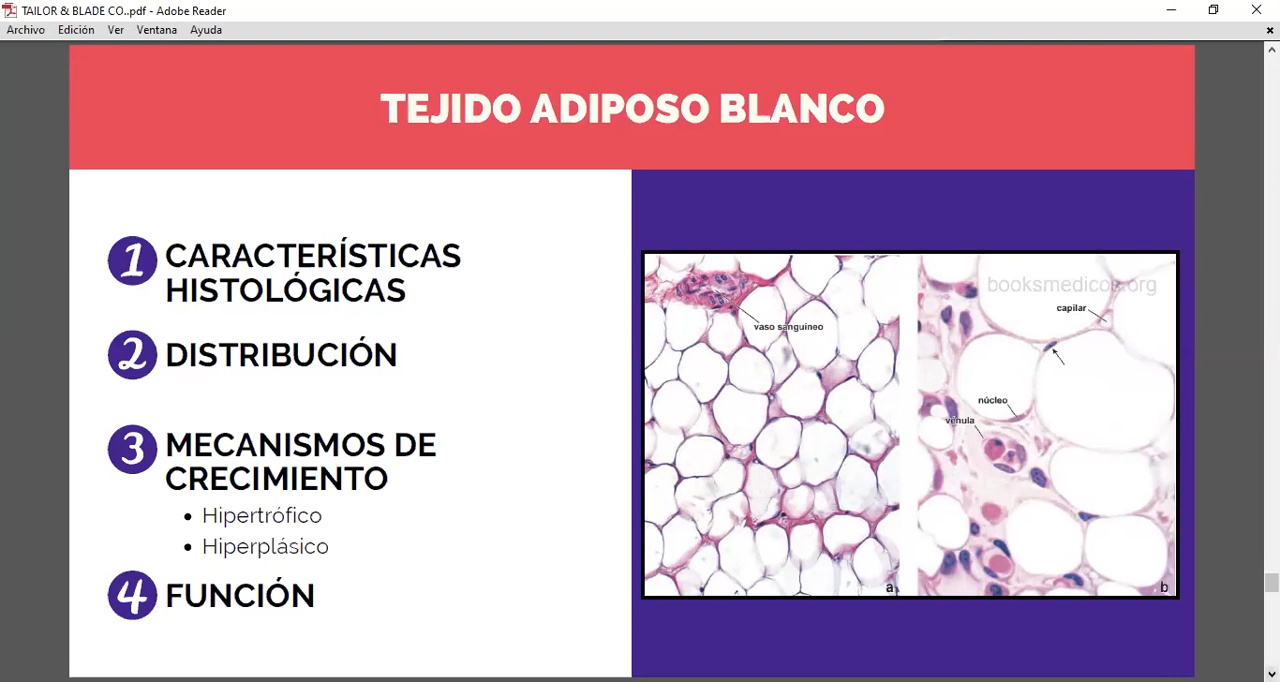 TAILOR & BLADE CO..pdf - Adobe Reader
Archivo Edición Ver Ventana Ayuda
TEJIDO ADIPOSO BLANCO
1 CARACTERÍSTICAS
HISTOLÓGICAS
2 DISTRIBUCIÓN
3 MECANISMOS DE
CRECIMIENTO
• Hipertrófico
• Hiperplásico
4 FUNCIÓN
booksmedicos.org
capilar
vaso sanguíneo
núcleo
vénula
a
b